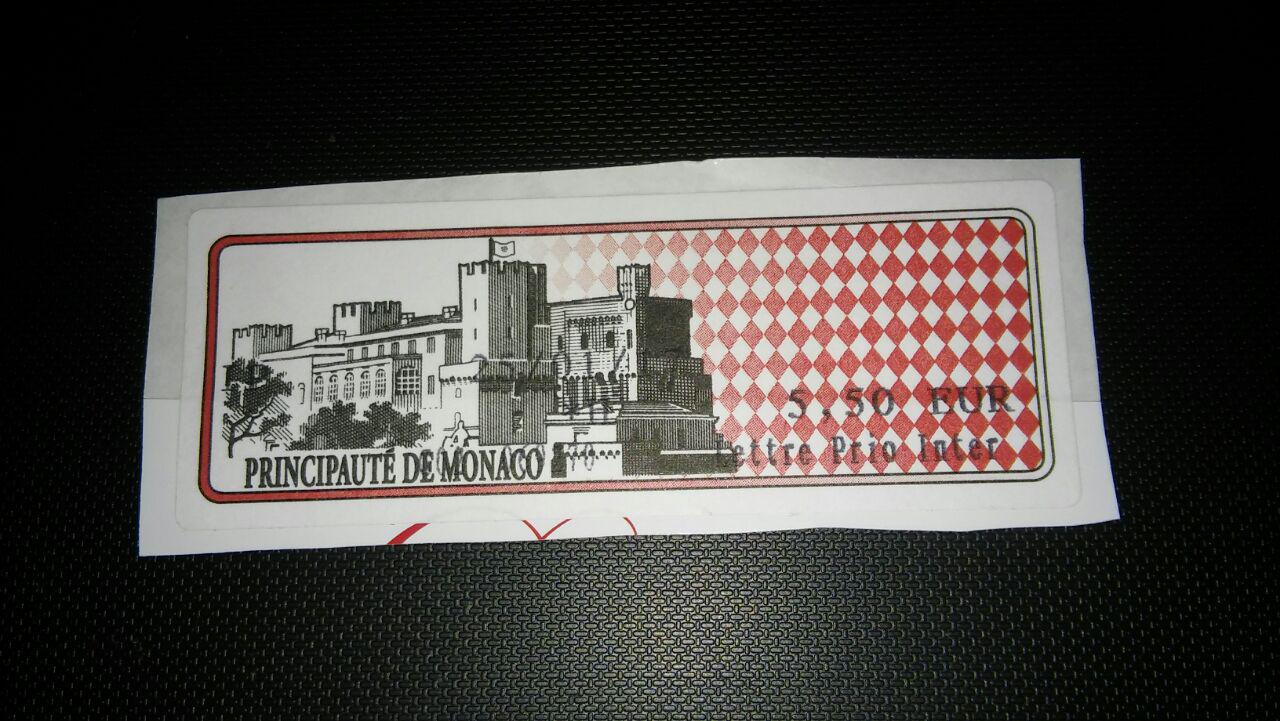 5,50 EUR
Lettre Prio Inter
PRINCIPAUTÉ DE MONACO